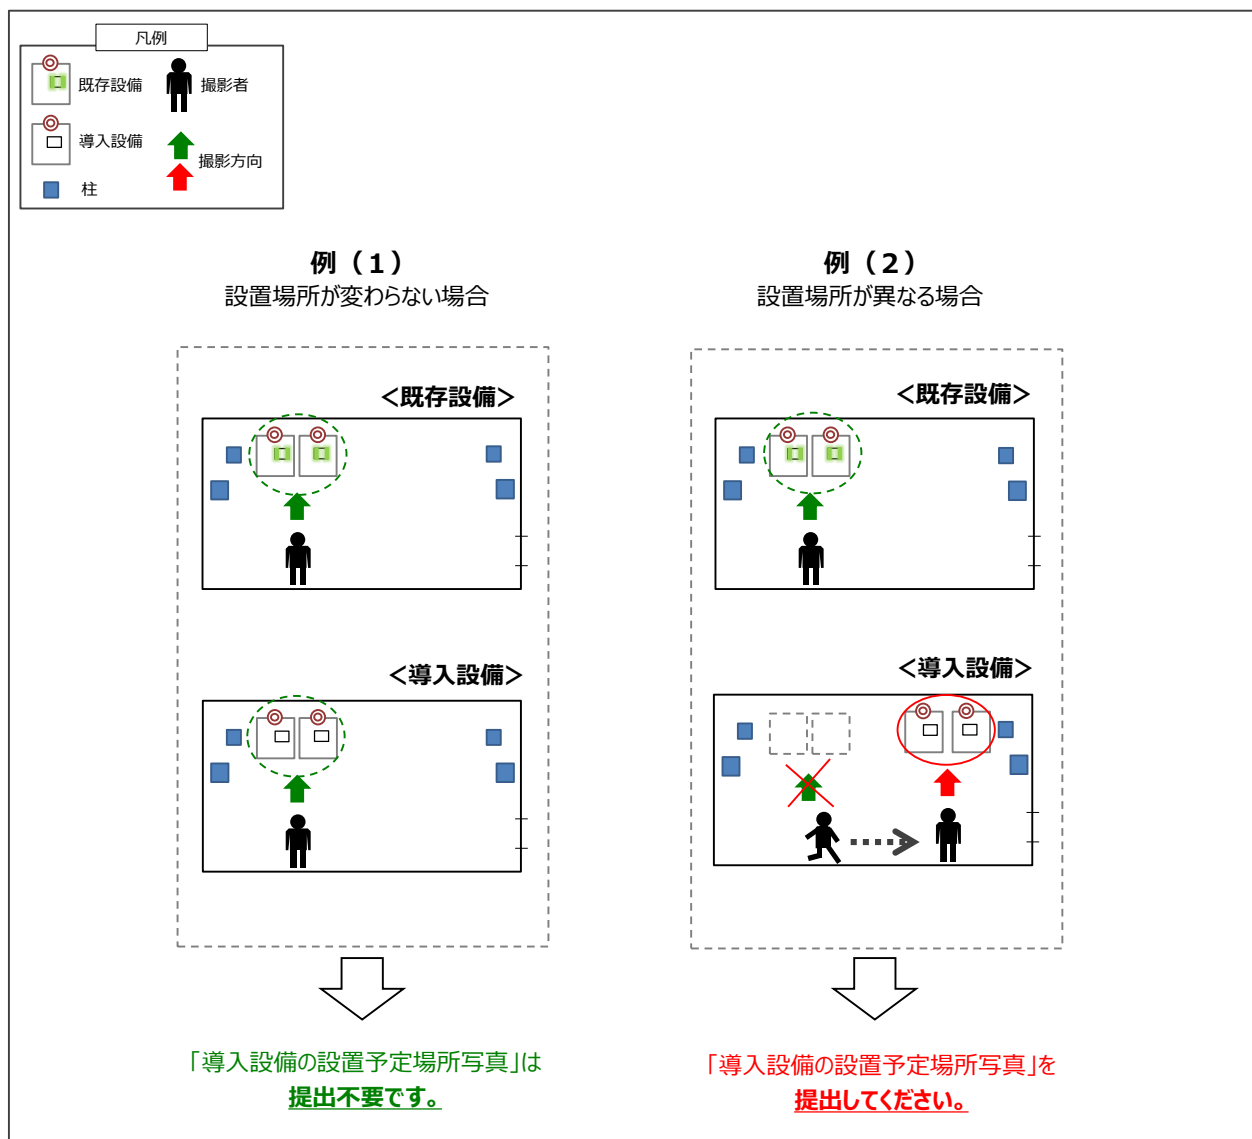 凡例
既存設備
撮影者
導入設備
撮影方向
柱
例（１）
設置場所が変わらない場合
＜既存設備＞
＜導入設備＞
「導入設備の設置予定場所写真」は
提出不要です。
例（２）
設置場所が異なる場合
＜既存設備＞
＜導入設備＞
「導入設備の設置予定場所写真」を
提出してください。